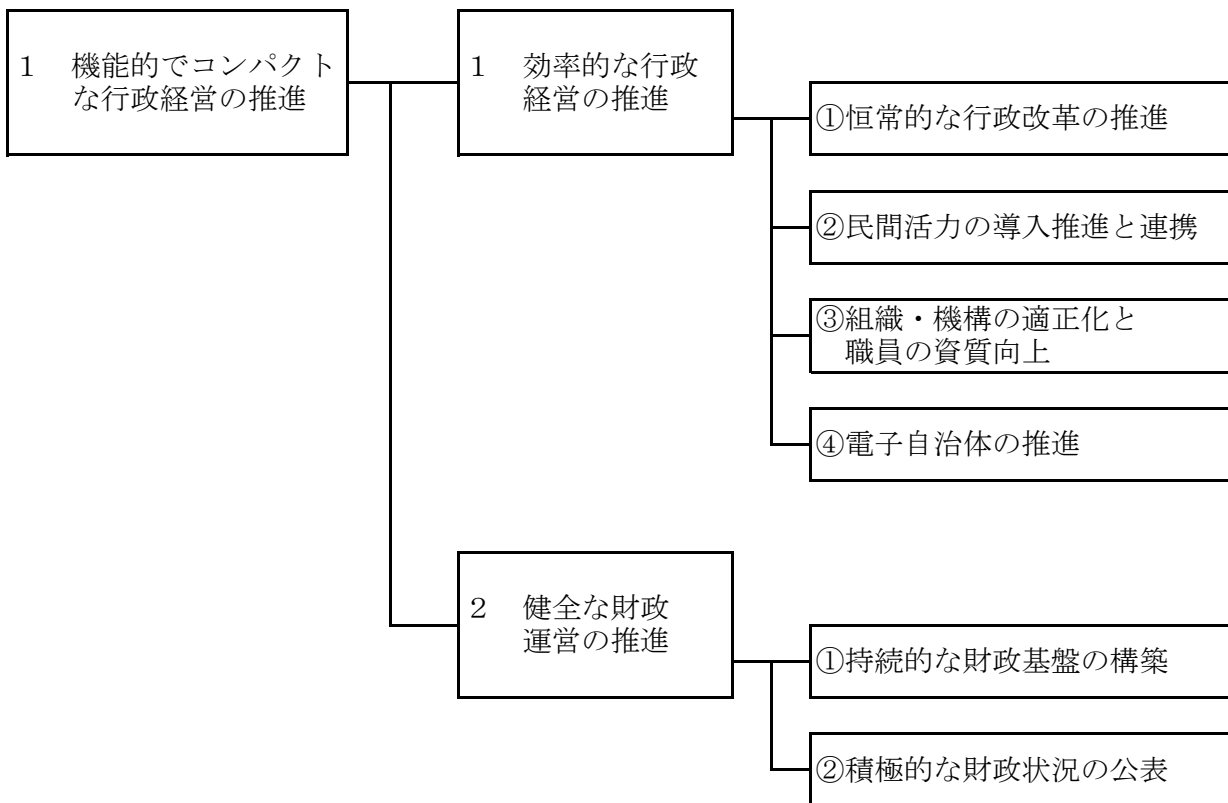 1 機能的でコンパクト
な行政経営の推進
1 効率的な行政
経営の推進
①恒常的な行政改革の推進
②民間活力の導入推進と連携
③組織・機構の適正化と
職員の資質向上
④電子自治体の推進
2 健全な財政
運営の推進
①持続的な財政基盤の構築
②積極的な財政状況の公表